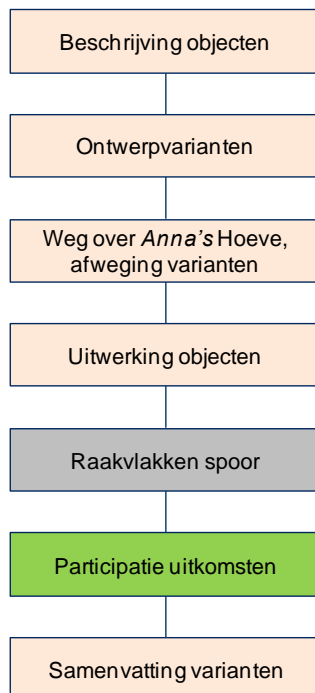 Beschrijving objecten
Ontwerpvarianten
Weg over Anna's Hoeve,
afweging varianten
Uitwerking objecten
Raakvlakken spoor
Participatie uitkomsten
Samenvatting varianten